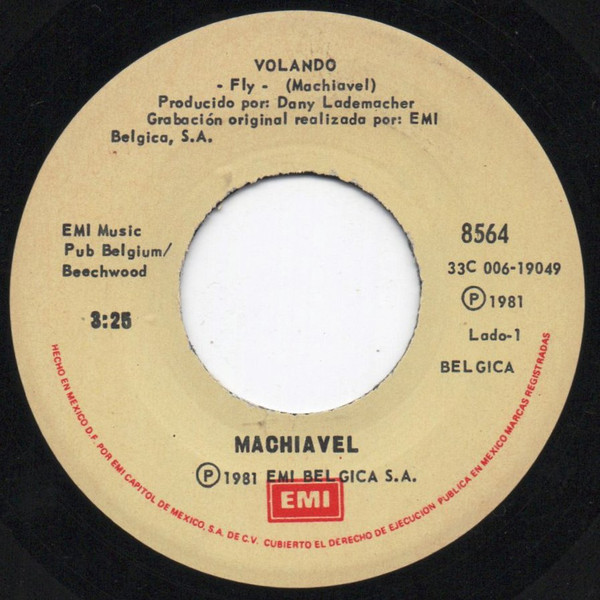 VOLANDO
- Fly - (Machiavel)
Producido por: Dany Lademacher
Grabación original realizada por: EMI
Belgica, S.A.
EMI Music
Pub Belgium/
Beechwood
3:25
8564
33C 006-19049
Ⓟ 1981
Lado-1
BELGICA
MACHIAVEL
Ⓟ 1981 EMI BELGICA S.A.
EMI
HECHO EN MEXICO D.F. POR EMI CAPITOL DE MEXICO, S.A. DE C.V. CUBIERTO EL DERECHO DE EJECUCION PUBLICA EN MEXICO MARCAS REGISTRADAS